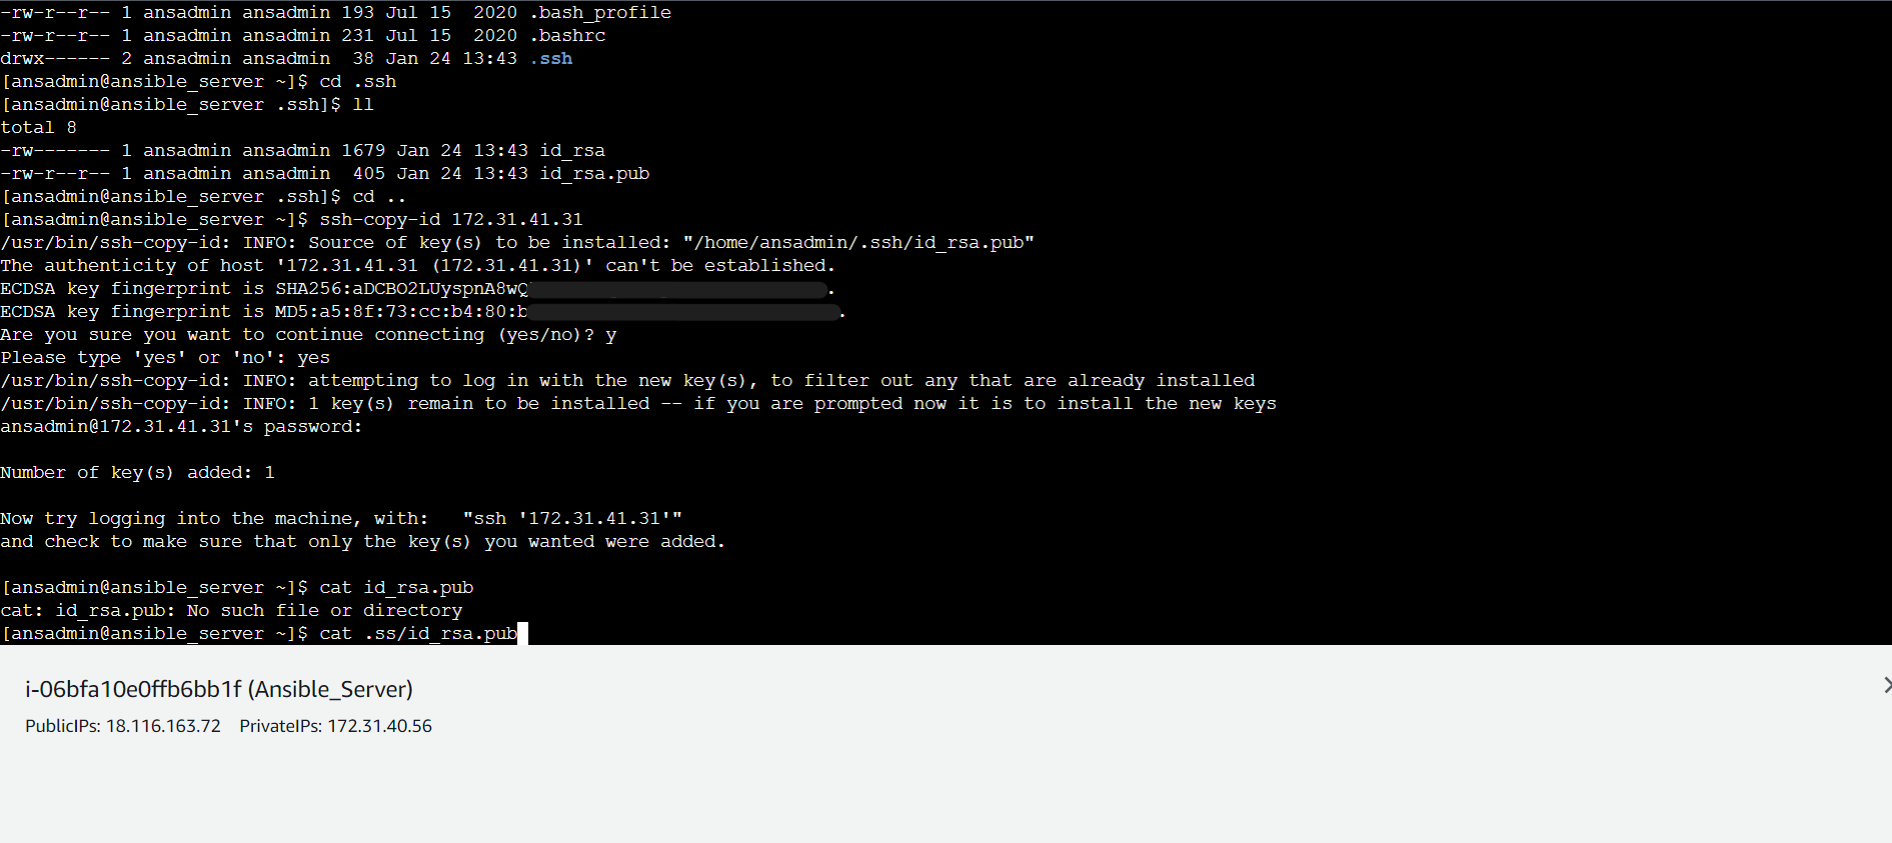 -rw-r--r-- 1 ansadmin ansadmin 193 Jul 15  2020 .bash_profile
-rw-r--r-- 1 ansadmin ansadmin 231 Jul 15  2020 .bashrc
drwx------ 2 ansadmin ansadmin  38 Jan 24 13:43 .ssh
[ansadmin@ansible_server ~]$ cd .ssh
[ansadmin@ansible_server .ssh]$ ll
total 8
-rw------- 1 ansadmin ansadmin 1679 Jan 24 13:43 id_rsa
-rw-r--r-- 1 ansadmin ansadmin  405 Jan 24 13:43 id_rsa.pub
[ansadmin@ansible_server .ssh]$ cd ..
[ansadmin@ansible_server ~]$ ssh-copy-id 172.31.41.31
/usr/bin/ssh-copy-id: INFO: Source of key(s) to be installed: "/home/ansadmin/.ssh/id_rsa.pub"
The authenticity of host '172.31.41.31 (172.31.41.31)' can't be established.
ECDSA key fingerprint is SHA256:aDCBO2LUyspnA8wQ.
ECDSA key fingerprint is MD5:a5:8f:73:cc:b4:80:b.
Are you sure you want to continue connecting (yes/no)? y
Please type 'yes' or 'no': yes
/usr/bin/ssh-copy-id: INFO: attempting to log in with the new key(s), to filter out any that are already installed
/usr/bin/ssh-copy-id: INFO: 1 key(s) remain to be installed -- if you are prompted now it is to install the new keys
ansadmin@172.31.41.31's password:
Number of key(s) added: 1
Now try logging into the machine, with:   "ssh '172.31.41.31'"
and check to make sure that only the key(s) you wanted were added.
[ansadmin@ansible_server ~]$ cat id_rsa.pub
cat: id_rsa.pub: No such file or directory
[ansadmin@ansible_server ~]$ cat .ss/id_rsa.pub
i-06bfa10e0ffb6bb1f (Ansible_Server)
PublicIPs: 18.116.163.72 PrivateIPs: 172.31.40.56